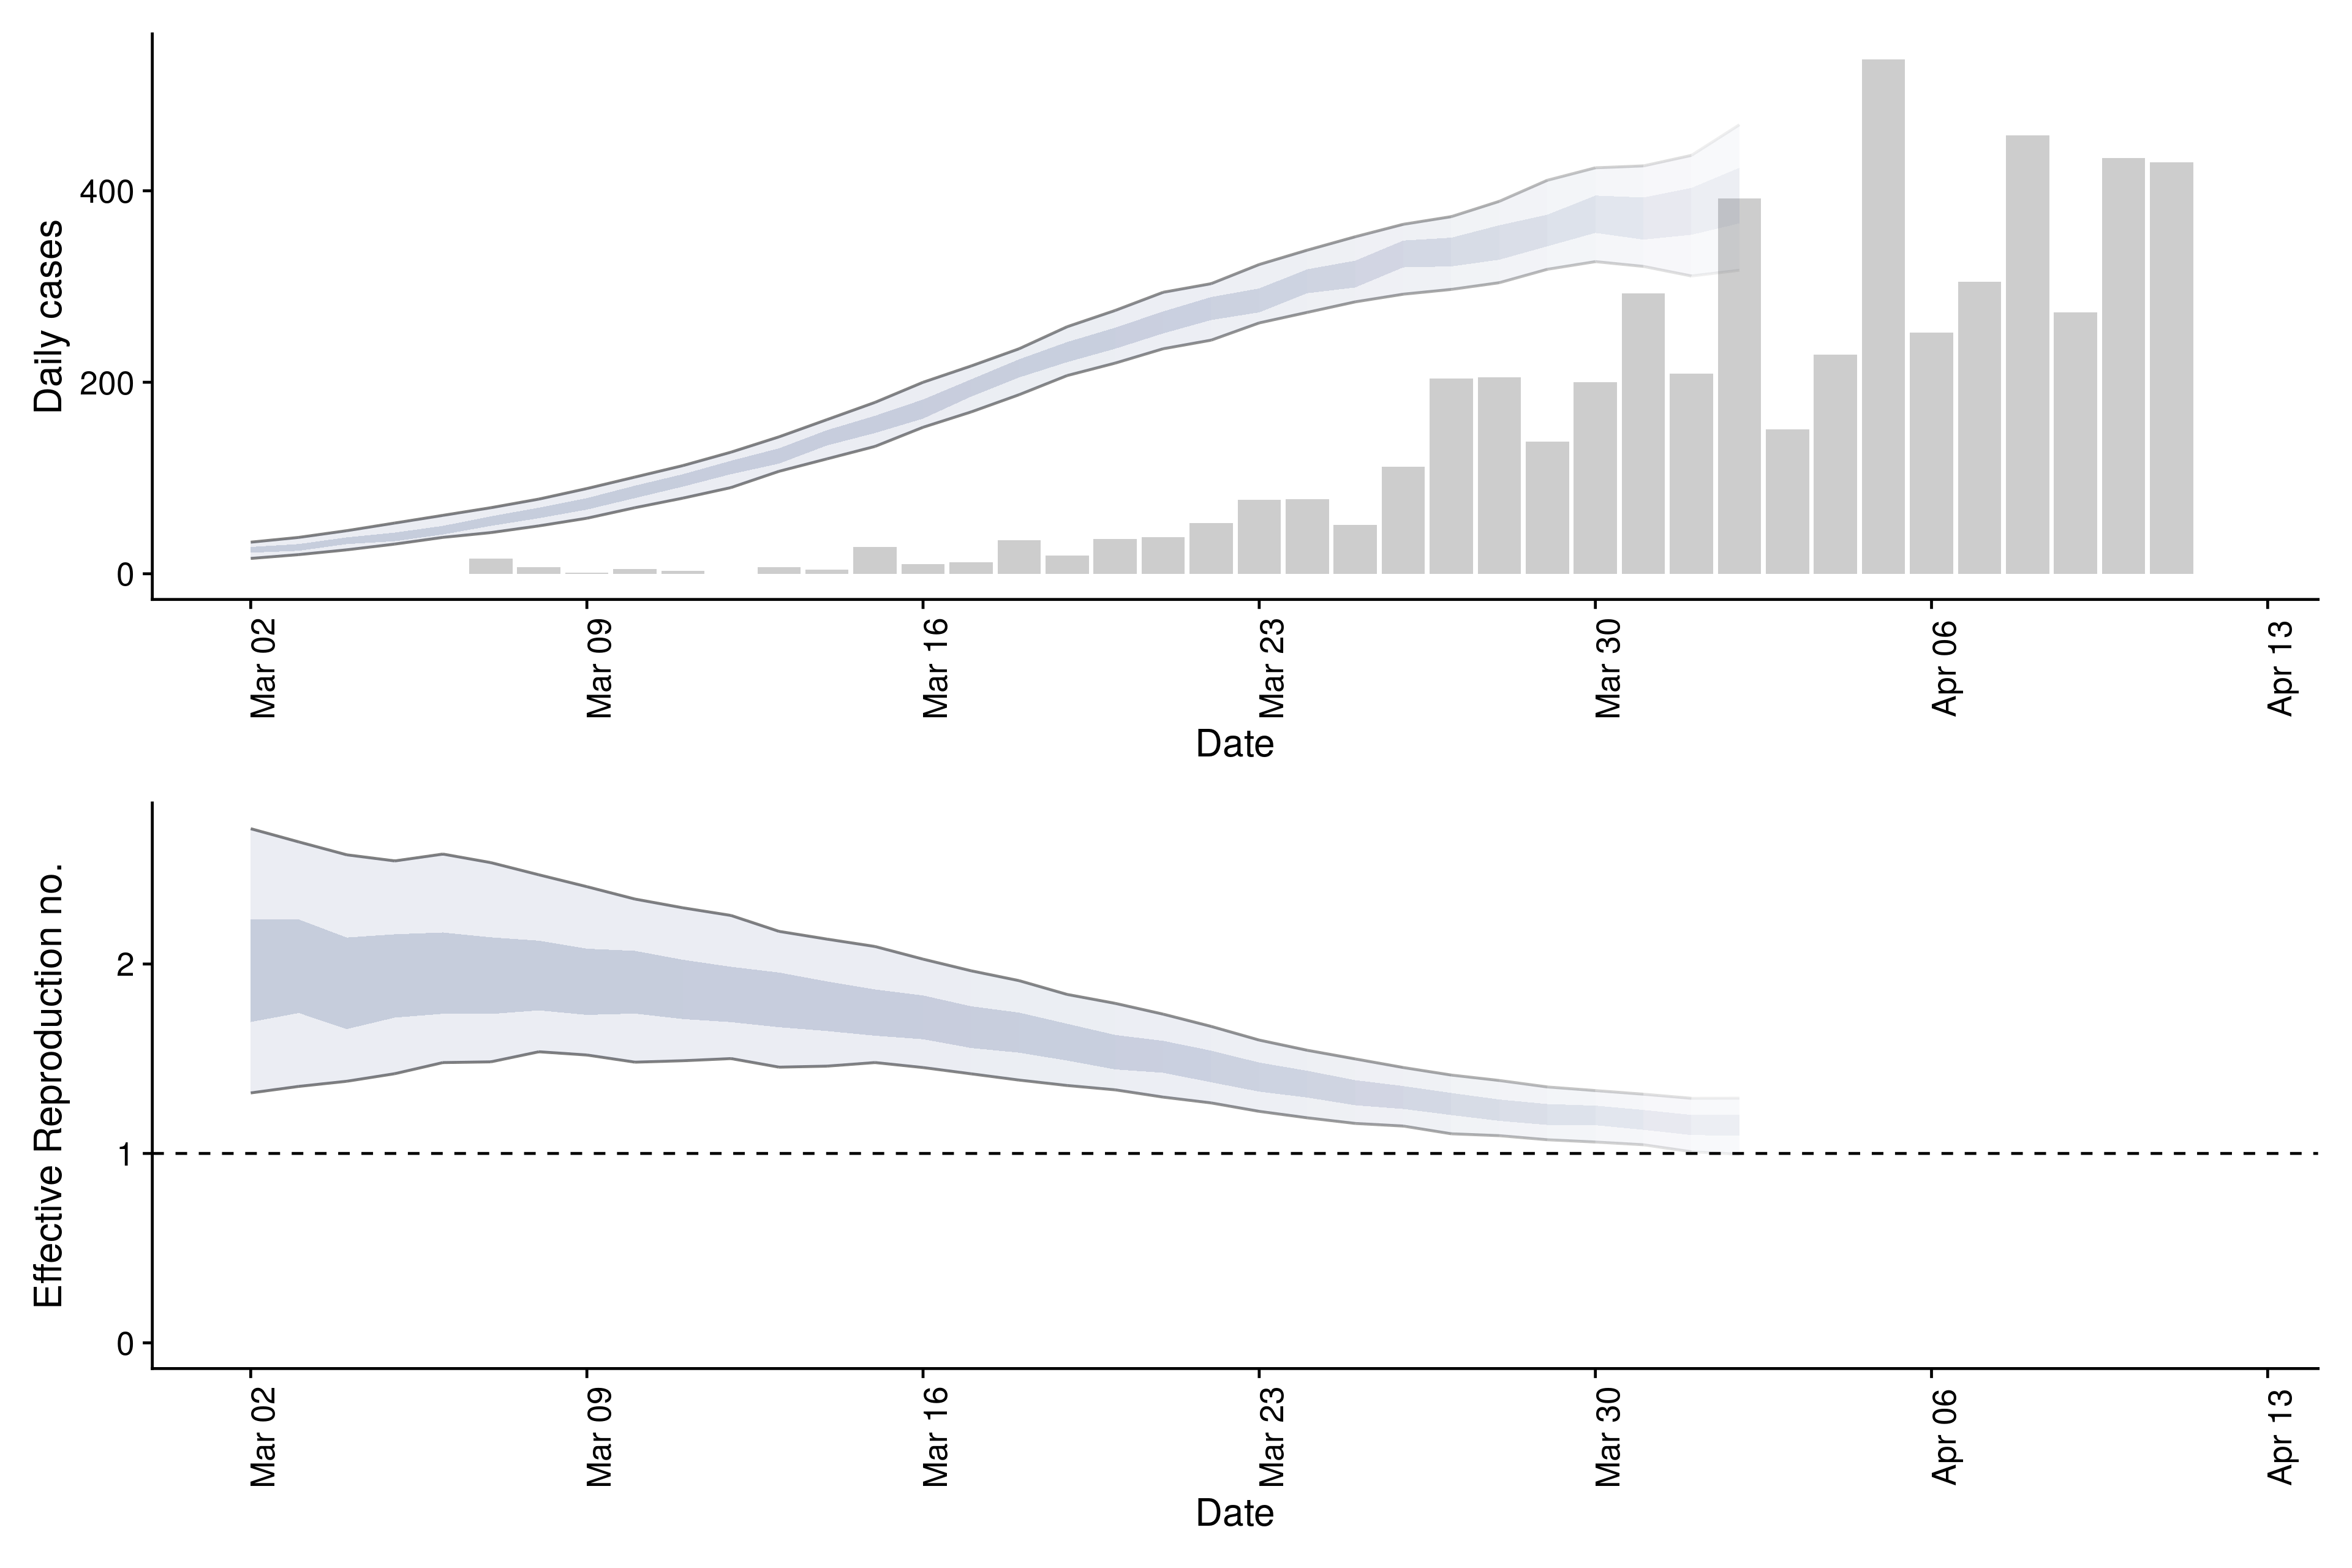 Daily cases
400
200
0
Mar 02
Mar 09
Mar 16
Mar 23
Mar 30
Apr 06
Apr 13
Date
Effective Reproduction no.
2
1
0
Mar 02
Mar 09
Mar 16
Mar 23
Mar 30
Apr 06
Apr 13
Date